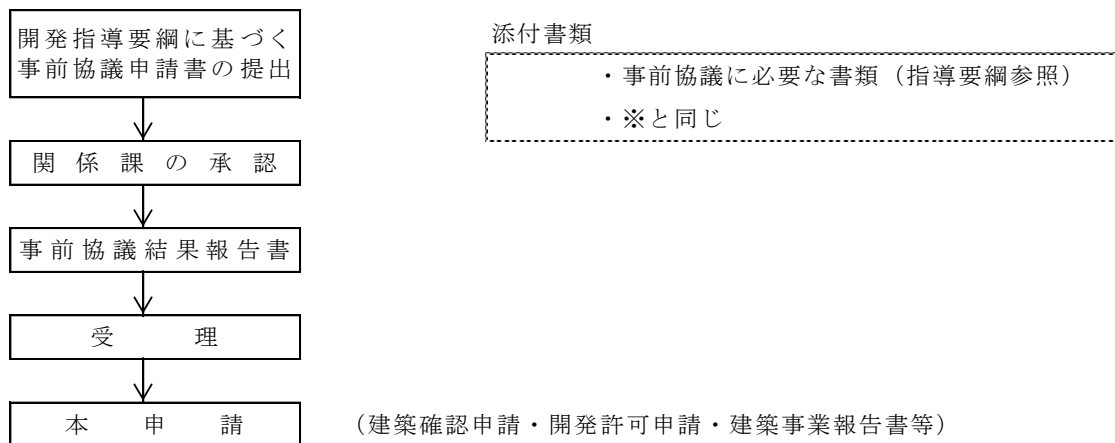 開発指導要綱に基づく
事前協議申請書の提出
添付書類
・事前協議に必要な書類（指導要綱参照）
・※と同じ
関係課の承認
事前協議結果報告書
受理
本申請
（建築確認申請・開発許可申請・建築事業報告書等）